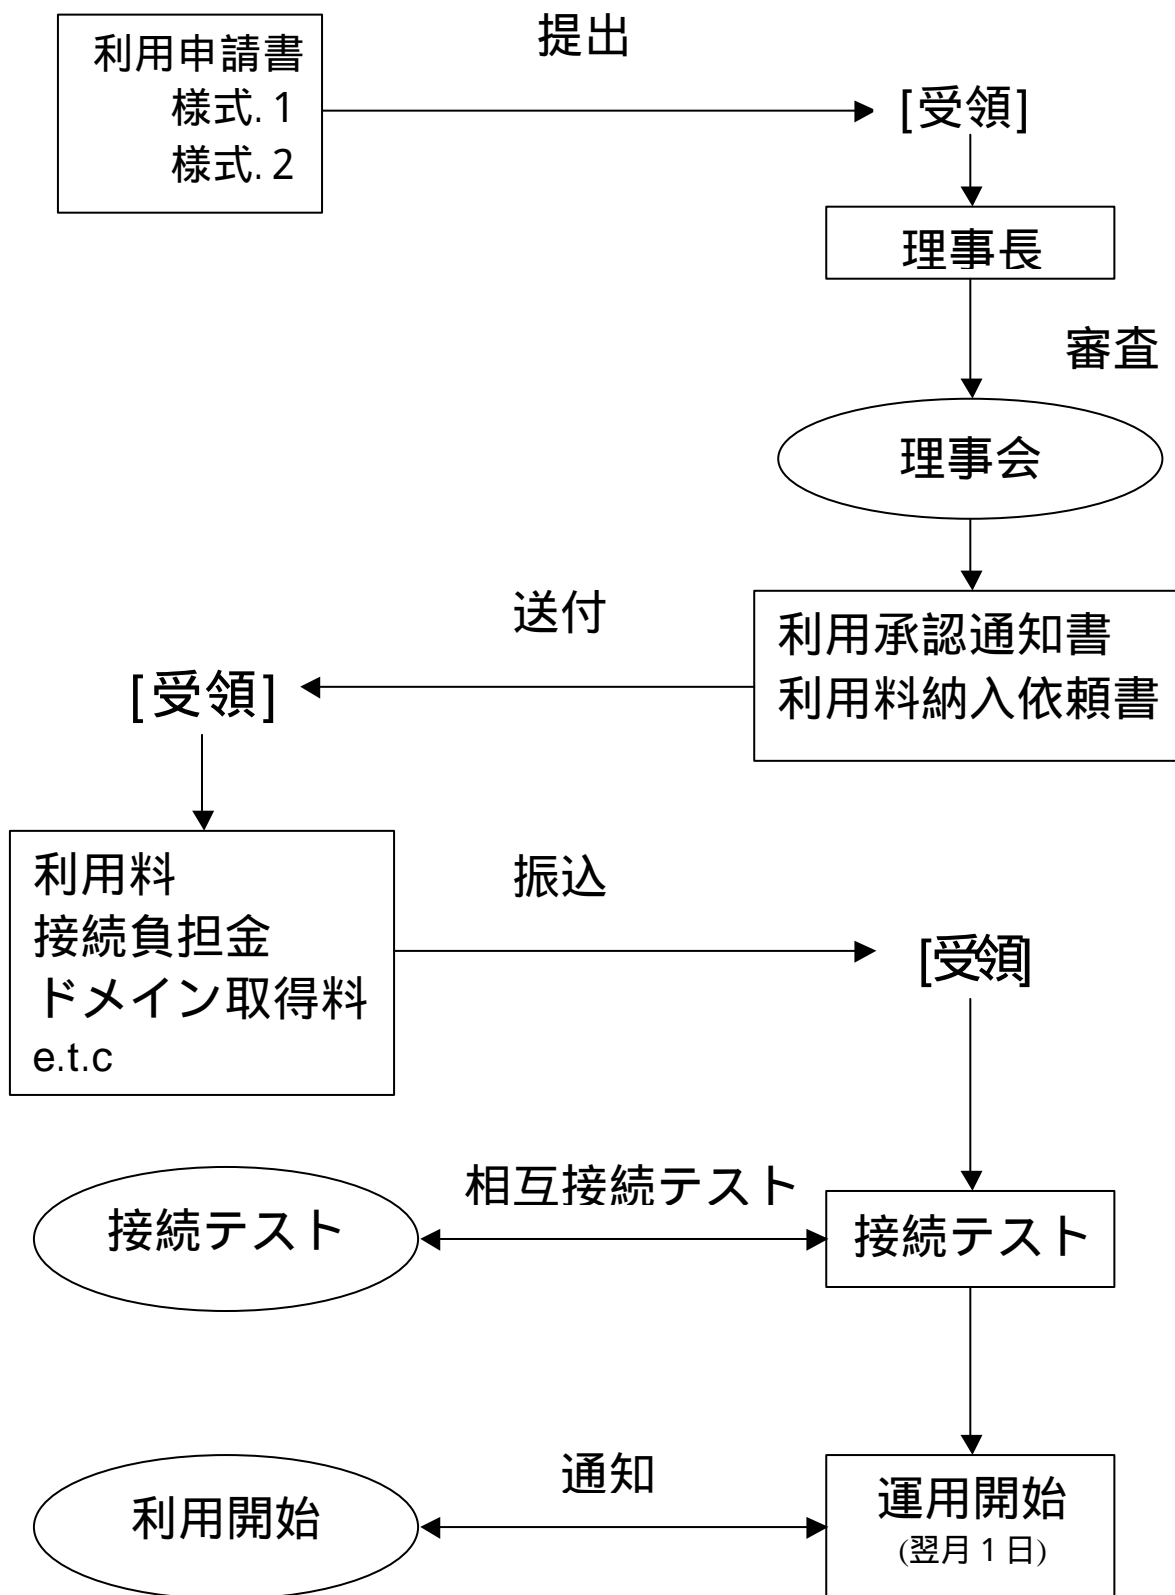 利用申請書
様式. 1
様式. 2
提出
[受領]
理事長
審査
理事会
利用承認通知書
利用料納入依頼書
送付
[受領]
利用料
接続負担金
ドメイン取得料
e.t.c
振込
[受領]
接続テスト
相互接続テスト
接続テスト
利用開始
通知
運用開始
(翌月 1 日)